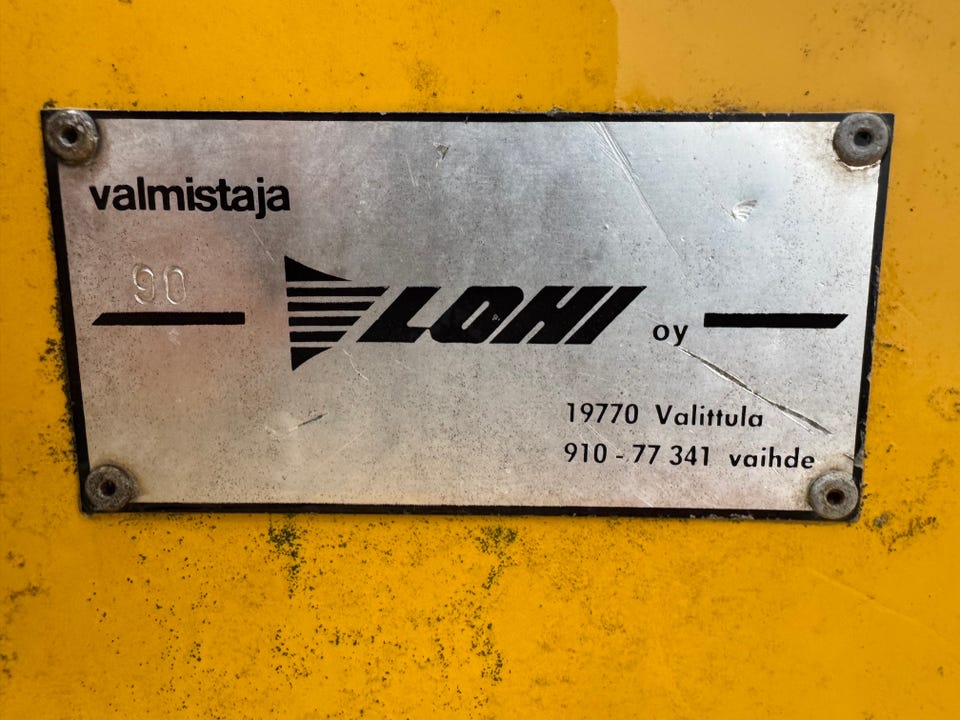 valmistaja
90
LOHI oy
19770 Valittula
910 - 77 341 vaihde